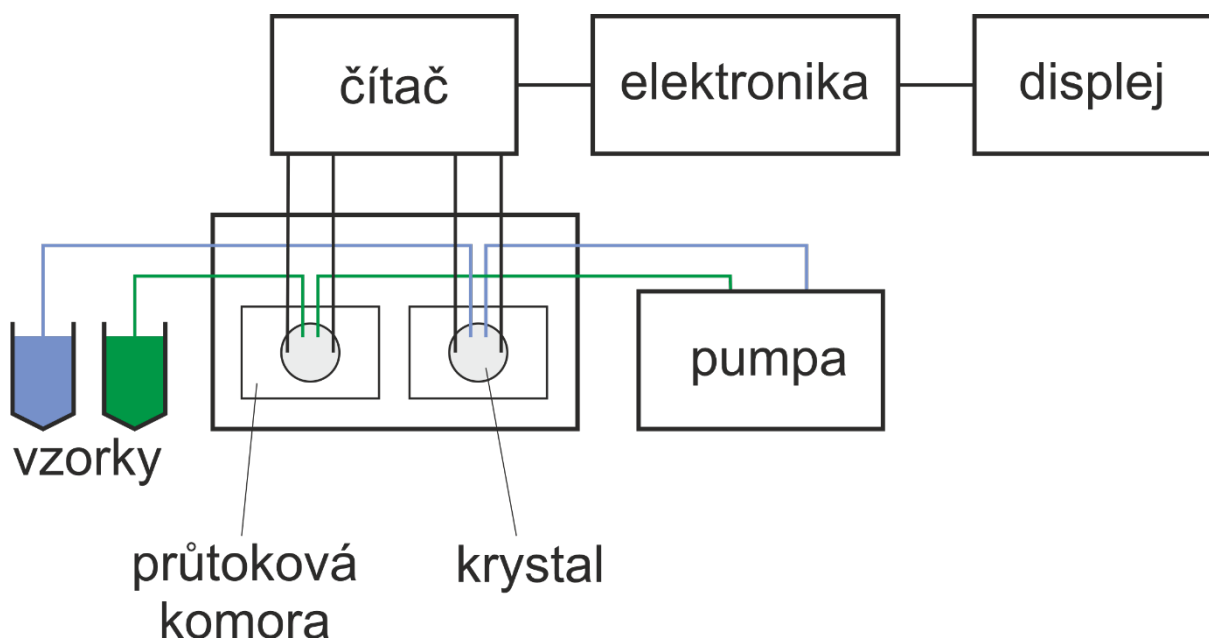 čítač
elektronika
displej
pumpa
vzorky
průtoková
komora
krystal